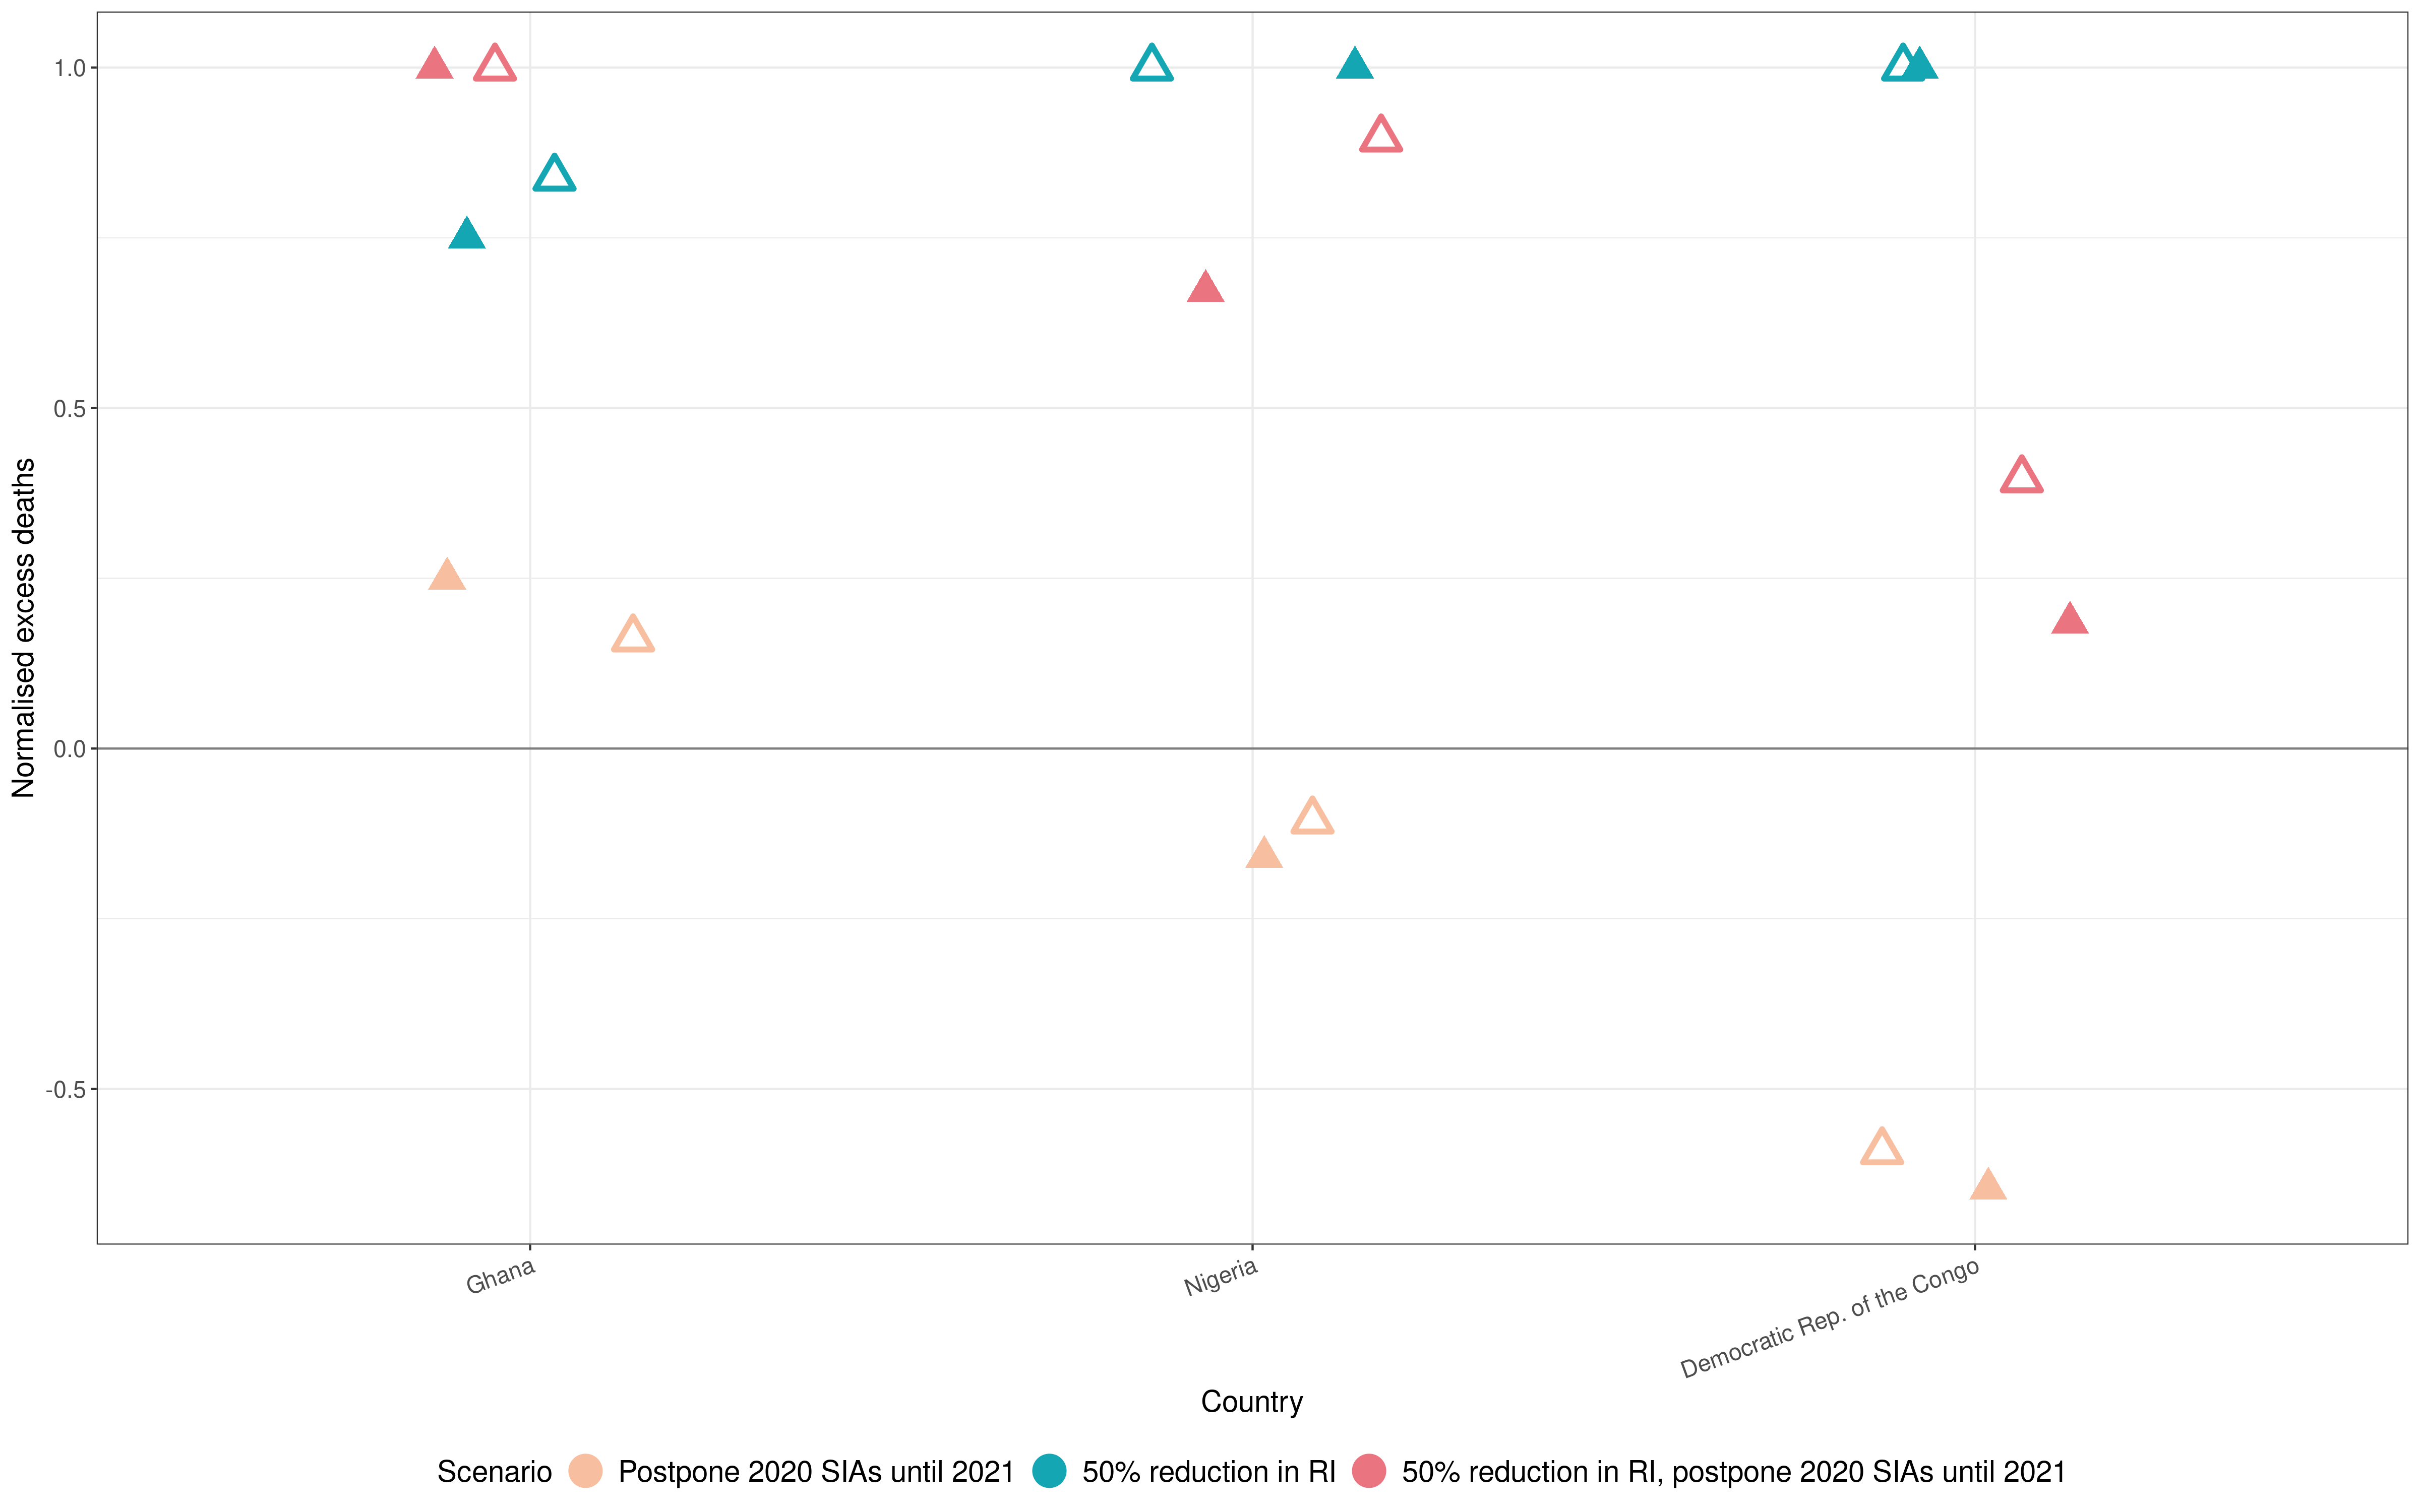 Normalised excess deaths
1.0
0.5
0.0
-0.5
Ghana
Nigeria
Democratic Rep. of the Congo
Country
Scenario Postpone 2020 SIAs until 2021 50% reduction in RI 50% reduction in RI, postpone 2020 SIAs until 2021